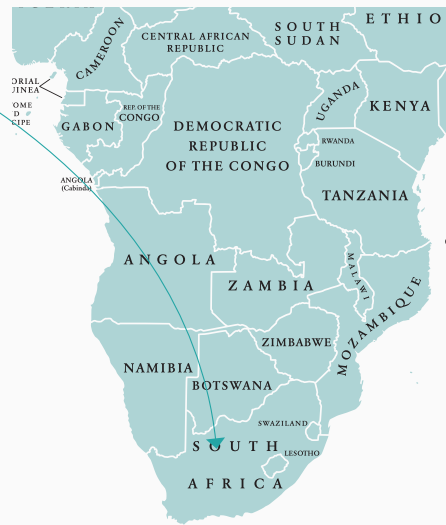 ETHIO
SOUTH
SUDAN
CENTRAL AFRICAN
REPUBLIC
CAMEROON
ORIAL
UINEA
OME
D
CIPE
GABON
REP. OF THE
CONGO
DEMOCRATIC
REPUBLIC
OF THE CONGO
UGANDA
KENYA
RWANDA
BURUNDI
TANZANIA
ANGOLA
(Cabinda)
ANGOLA
ZAMBIA
MALAWI
MOZAMBIQUE
ZIMBABWE
NAMIBIA
BOTSWANA
SWAZILAND
SOUTH
LESOTHO
AFRICA